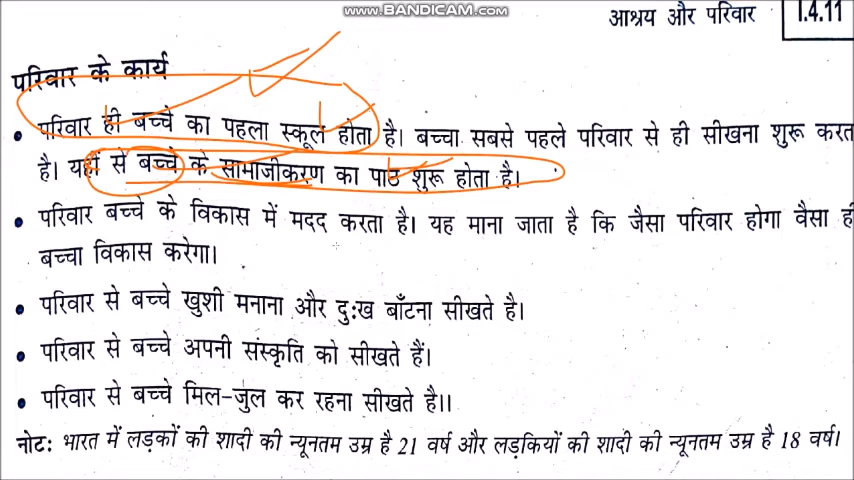 www.BANDICAM.com
आश्रय और परिवार I.4.11
परिवार के कार्य
• परिवार ही बच्चे का पहला स्कूल होता है। बच्चा सबसे पहले परिवार से ही सीखना शुरू करत
है। यहीं से बच्चे के सामाजीकरण का पाठ शुरू होता है।
• परिवार बच्चे के विकास में मदद करता है। यह माना जाता है कि जैसा परिवार होगा वैसा ही
बच्चा विकास करेगा।
• परिवार से बच्चे खुशी मनाना और दुःख बाँटना सीखते है।
• परिवार से बच्चे अपनी संस्कृति को सीखते हैं।
• परिवार से बच्चे मिल-जुल कर रहना सीखते है।।
नोटः भारत में लड़कों की शादी की न्यूनतम उम्र है 21 वर्ष और लड़कियों की शादी की न्यूनतम उम्र है 18 वर्ष।